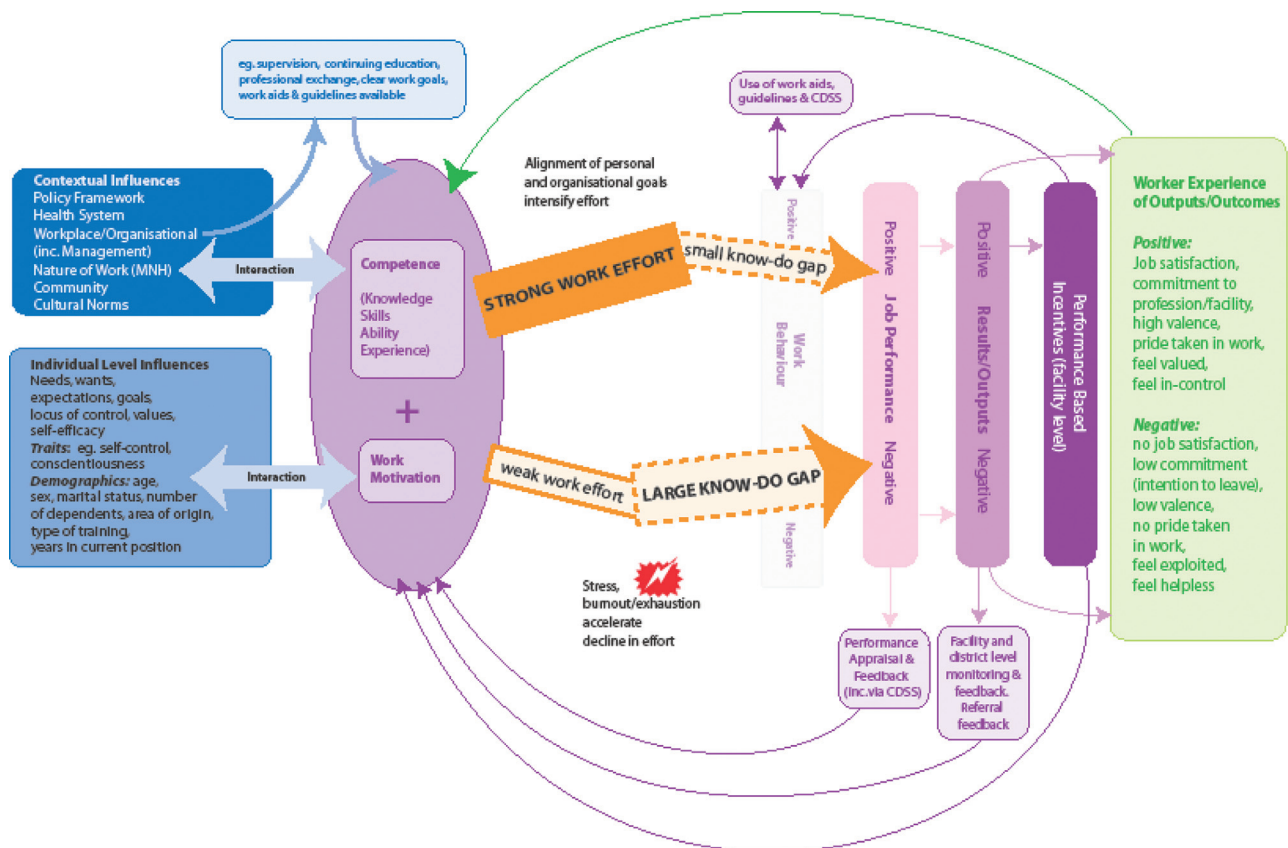 eg. supervision, continuing education,
professional exchange, clear work goals,
work aids & guidelines available
Contextual Influences
Policy Framework
Health System
Workplace/Organisational
(inc. Management)
Nature of Work (MNH)
Community
Cultural Norms
Interaction
Individual Level Influences
Needs, wants,
expectations, goals,
locus of control, values,
self-efficacy
Traits: eg. self-control,
conscientiousness
Demographics: age,
sex, marital status, number
of dependents, area of origin,
type of training,
years in current position
Interaction
Competence
(Knowledge
Skills
Ability
Experience)
+
Work
Motivation
Alignment of personal
and organisational goals
intensify effort
STRONG WORK EFFORT
small know-do gap
weak work effort
LARGE KNOW-DO GAP
Stress,
burnout/exhaustion
accelerate
decline in effort
Use of work aids,
guidelines & CDSS
Positive
Work
Behaviour
Negative
Positive Job Performance Negative
Positive Results/Outputs Negative
Performance Based
Incentives (facility level)
Performance
Appraisal &
Feedback
(inc.via CDSS)
Facility and
district level
monitoring &
feedback.
Referral
feedback
Worker Experience
of Outputs/Outcomes
Positive:
Job satisfaction,
commitment to
profession/facility,
high valence,
pride taken in work,
feel valued,
feel in-control
Negative:
no job satisfaction,
low commitment
(intention to leave),
low valence,
no pride taken
in work,
feel exploited,
feel helpless